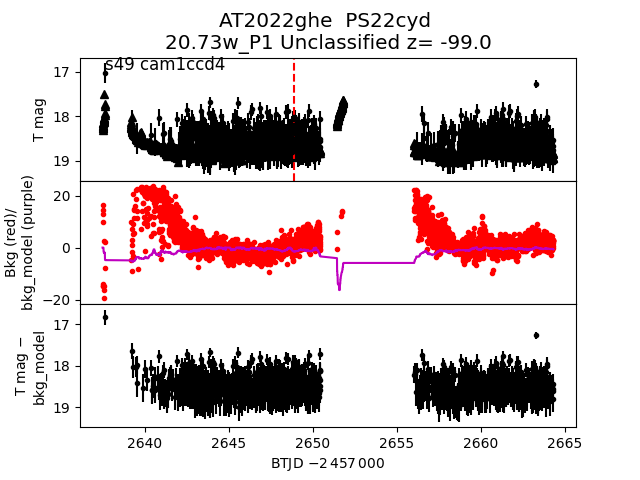 AT2022ghe  PS22cyd
20.73w_P1 Unclassified z= -99.0
s49 cam1ccd4
T mag
17
18
19
Bkg (red)/
bkg_model (purple)
20
0
−20
T mag −
bkg_model
17
18
19
2640
2645
2650
2655
2660
2665
BTJD −2 457 000